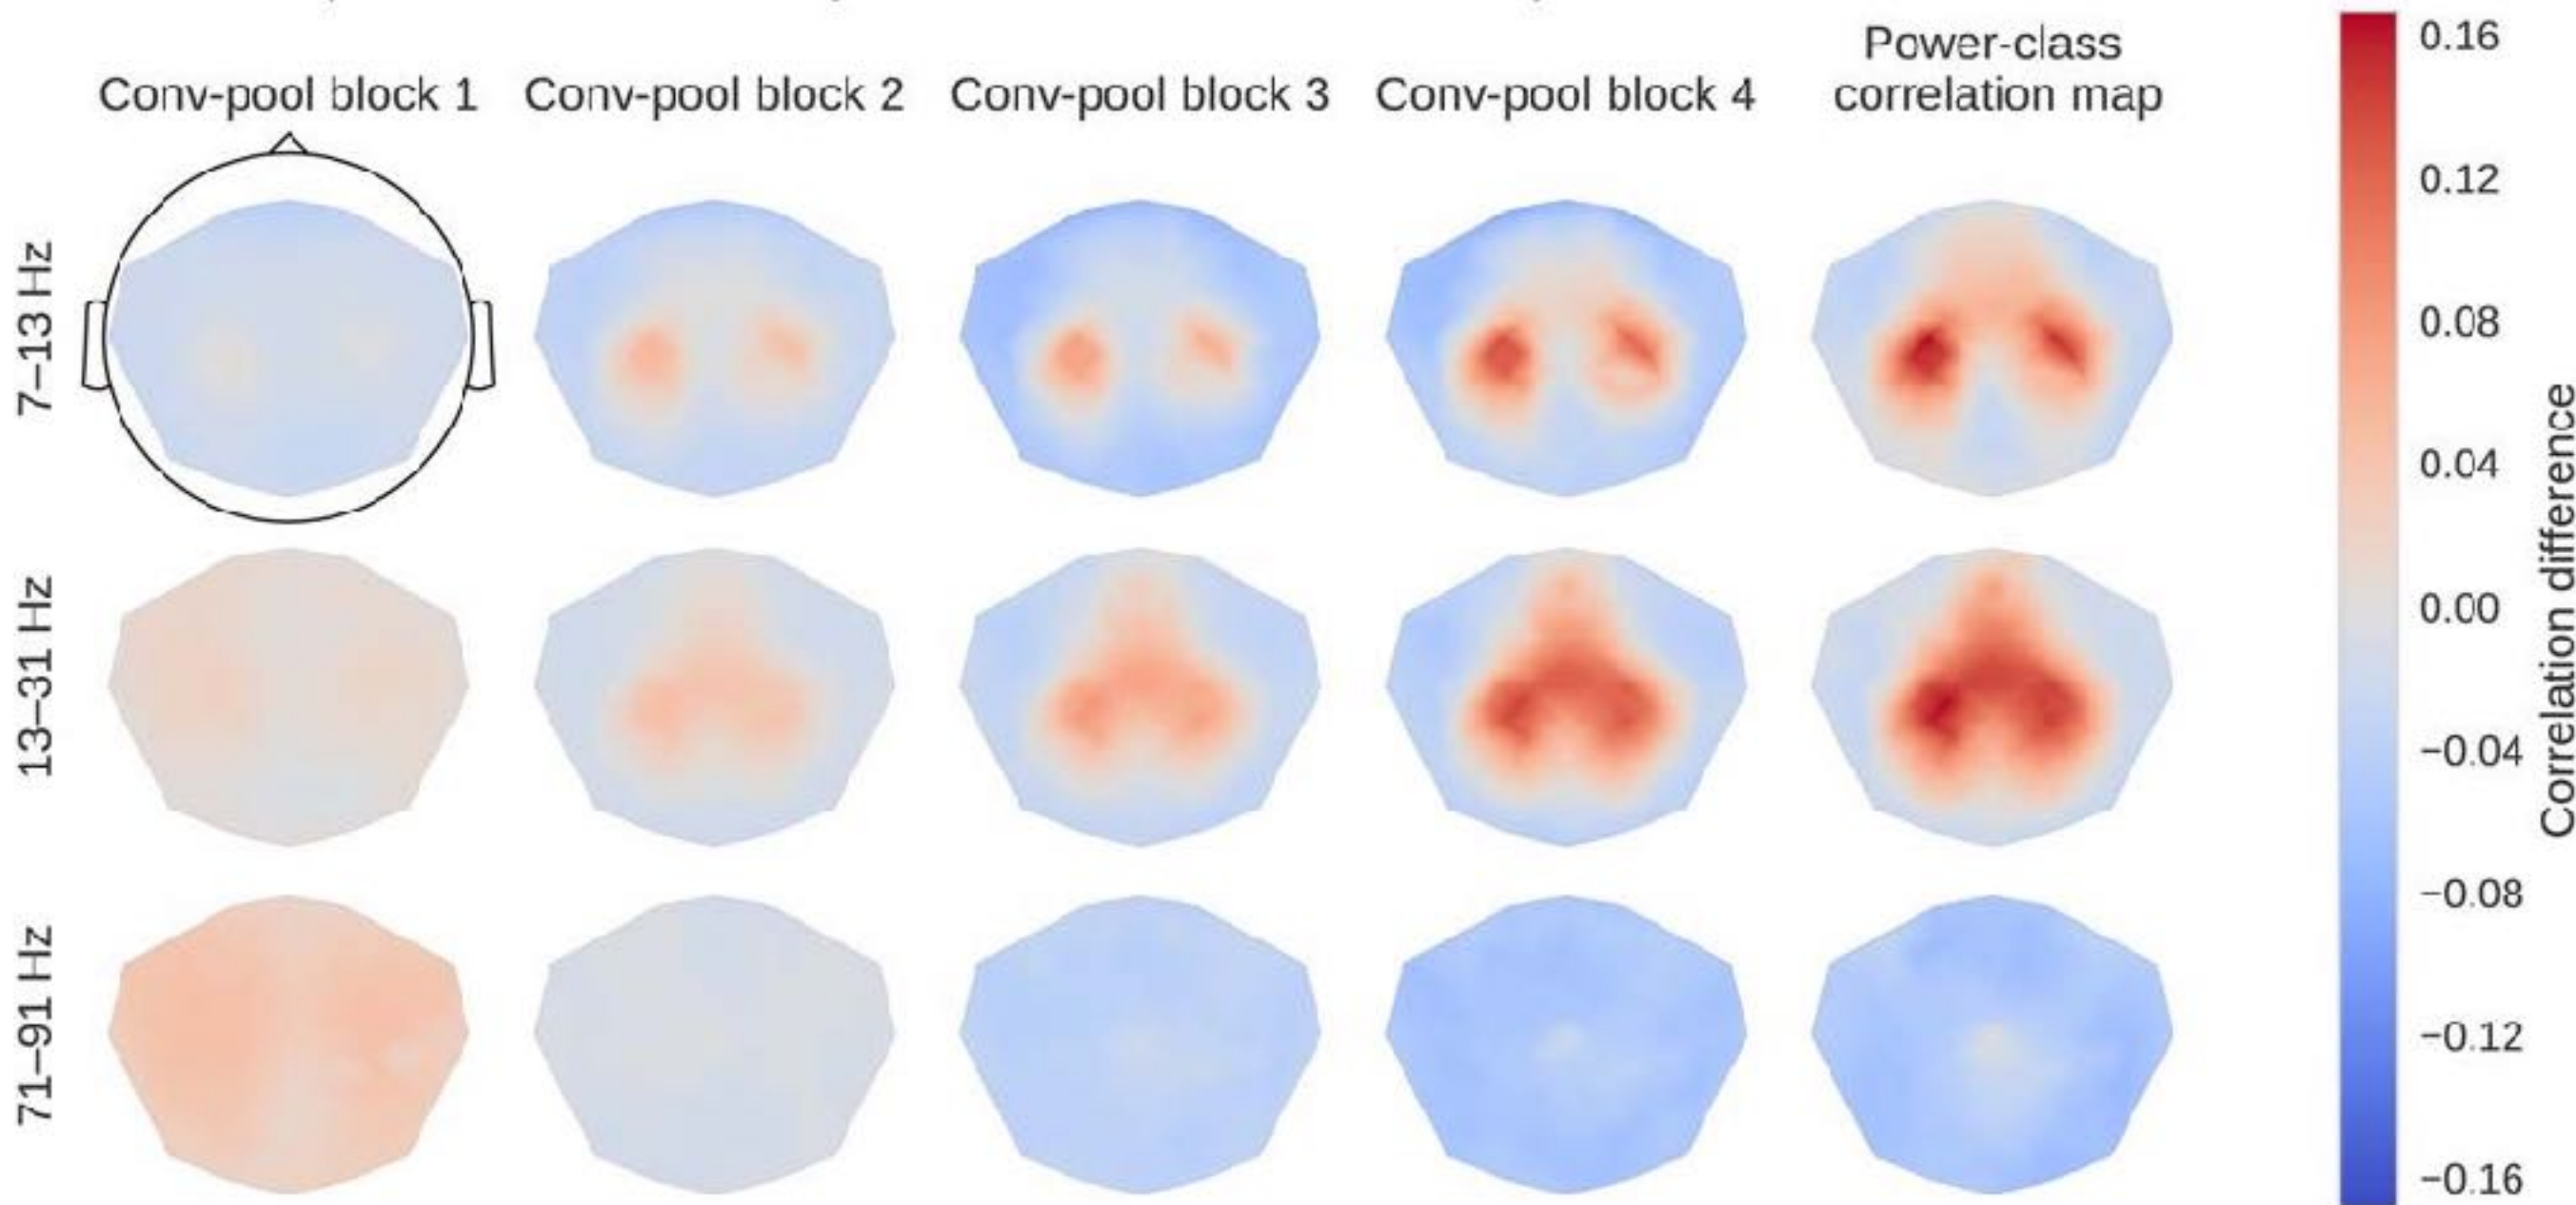 Power-class
Conv-pool block 1 Conv-pool block 2 Conv-pool block 3 Conv-pool block 4 correlation map
7–13 Hz
13–31 Hz
71–91 Hz
0.16
0.12
0.08
0.04
0.00
−0.04
−0.08
−0.12
−0.16
Correlation difference